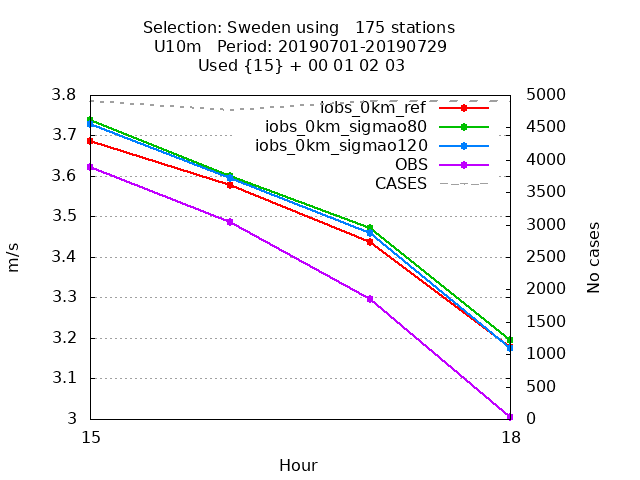 Selection: Sweden using   175 stations
U10m   Period: 20190701-20190729
Used {15} + 00 01 02 03
3.8
3.7
3.6
3.5
3.4
3.3
3.2
3.1
3
5000
4500
4000
3500
3000
2500
2000
1500
1000
500
0
iobs_0km_ref
iobs_0km_sigmao80
iobs_0km_sigmao120
OBS
CASES
m/s
No cases
15
18
Hour